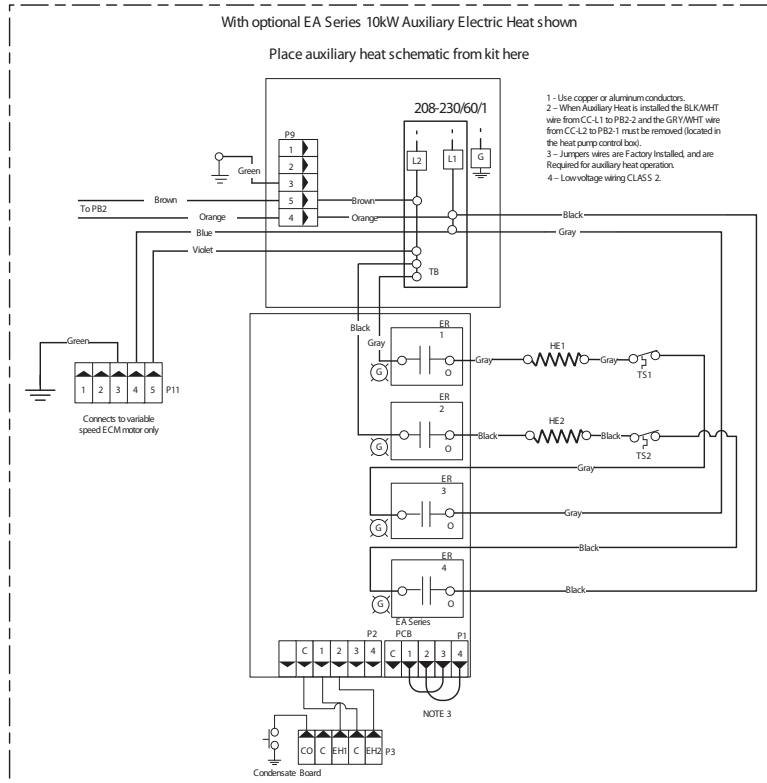 With optional EA Series 10kW Auxiliary Electric Heat shown
Place auxiliary heat schematic from kit here
208-230/60/1
1 - Use copper or aluminum conductors.
2 – When Auxiliary Heat is installed the BLK/WHT
wire from CC-L1 to PB2-2 and the GRY/WHT wire
from CC-L2 to PB2-1 must be removed (located in
the heat pump control box).
3 – Jumpers wires are Factory Installed, and are
Required for auxiliary heat operation.
4 – Low voltage wiring CLASS 2.
P9
1
2
3
5
4
Green
L2
L1
G
To PB2
Brown
Brown
Orange
Orange
Black
Blue
Gray
Violet
TB
Black
Gray
ER
1
G
O
Gray
HE1
Gray
TS1
Green
1
2
3
4
5
P11
Connects to variable
speed ECM motor only
ER
2
G
O
Black
HE2
Black
TS2
Gray
ER
3
G
O
Gray
Black
ER
4
G
O
Black
EA Series
PCB
P2
C
1
2
3
4
P1
C
1
2
3
4
NOTE 3
CO
C
EH1
C
EH2
P3
Condensate Board